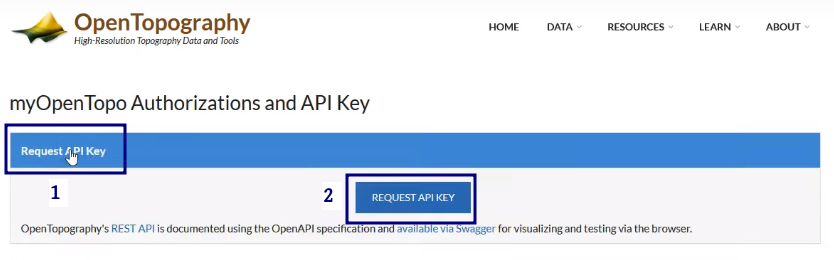 OpenTopography
High-Resolution Topography Data and Tools
HOME DATA RESOURCES LEARN ABOUT
myOpenTopo Authorizations and API Key
Request API Key
1
2
REQUEST API KEY
OpenTopography's REST API is documented using the OpenAPI specification and available via Swagger for visualizing and testing via the browser.